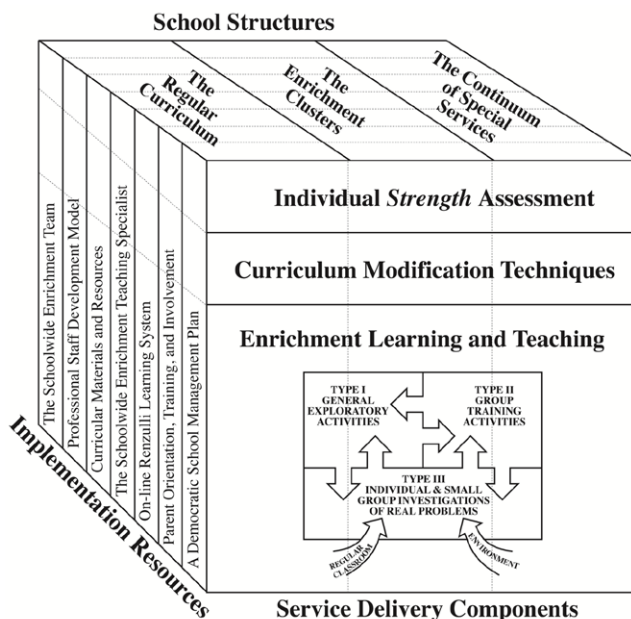 School Structures
The
Regular
Curriculum
The
Enrichment
Clusters
The Continuum
of Special
Services
Individual Strength Assessment
Curriculum Modification Techniques
Enrichment Learning and Teaching
TYPE I
GENERAL
EXPLORATORY
ACTIVITIES
TYPE II
GROUP
TRAINING
ACTIVITIES
TYPE III
INDIVIDUAL & SMALL
GROUP INVESTIGATIONS
OF REAL PROBLEMS
REGULAR
CLASSROOM
ENVIRONMENT
The Schoolwide Enrichment Team
Professional Staff Development Model
Curricular Materials and Resources
The Schoolwide Enrichment Teaching Specialist
On-line Renzulli Learning System
Parent Orientation, Training, and Involvement
A Democratic School Management Plan
Implementation Resources
Service Delivery Components